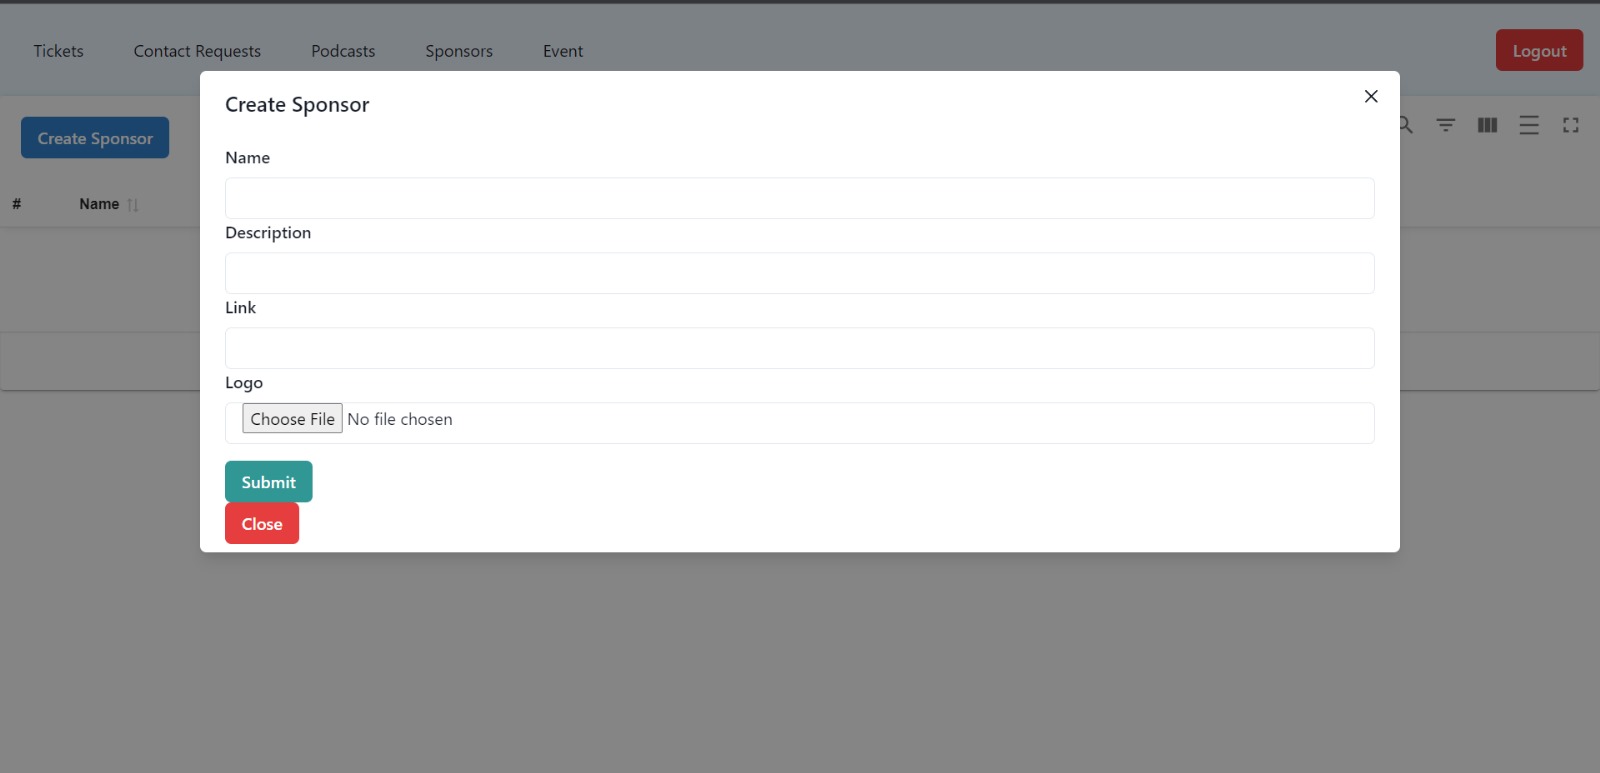 Tickets Contact Requests Podcasts Sponsors Event Logout
Create Sponsor
Create Sponsor
# Name
Name
Description
Link
Logo
Choose File No file chosen
Submit
Close